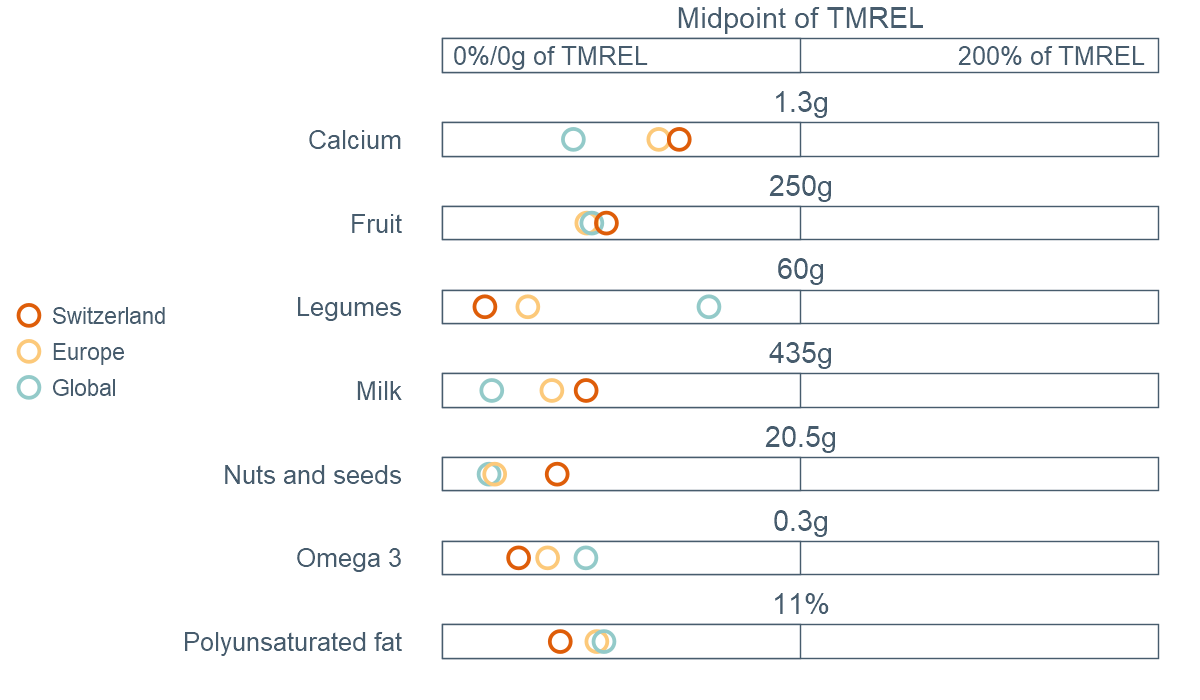 Midpoint of TMREL
0%/0g of TMREL
200% of TMREL
1.3g
Calcium
250g
Fruit
60g
Legumes
Switzerland
Europe
Global
435g
Milk
20.5g
Nuts and seeds
0.3g
Omega 3
11%
Polyunsaturated fat